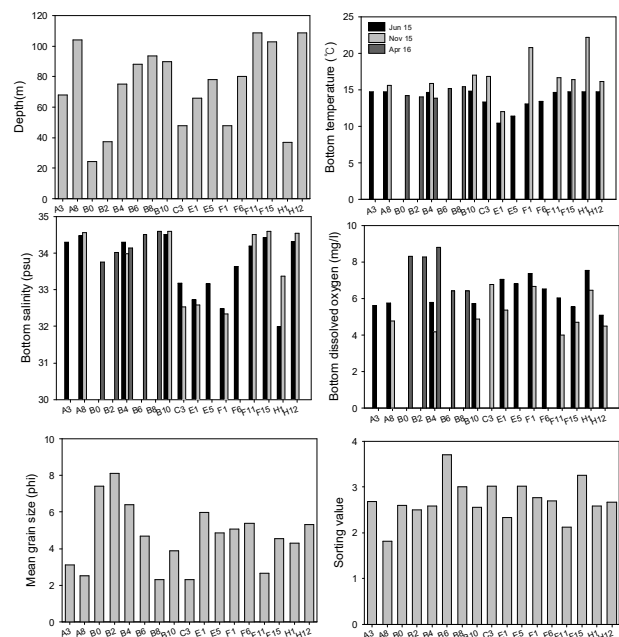 120
100
80
60
40
20
0
Depth(m)
A3 A8 B0 B2 B4 B6 B8 B10 C3 E1 E5 F1 F6 F11 F15 H1 H12
25
20
15
10
5
0
Bottom temperature (℃)
Jun 15
Nov 15
Apr 16
A3 A8 B0 B2 B4 B6 B8 B10 C3 E1 E5 F1 F6 F11 F15 H1 H12
35
34
33
32
31
30
Bottom salinity (psu)
A3 A8 B0 B2 B4 B6 B8 B10 C3 E1 E5 F1 F6 F11 F15 H1 H12
10
8
6
4
2
0
Bottom dissolved oxygen (mg/l)
A3 A8 B0 B2 B4 B6 B8 B10 C3 E1 E5 F1 F6 F11 F15 H1 H12
10
8
6
4
2
0
Mean grain size (phi)
A3 A8 B0 B2 B4 B6 B8 B10 C3 E1 E5 F1 F6 F11 F15 H1 H12
4
3
2
1
0
Sorting value
A3 A8 B0 B2 B4 B6 B8 B10 C3 E1 E5 F1 F6 F11 F15 H1 H12